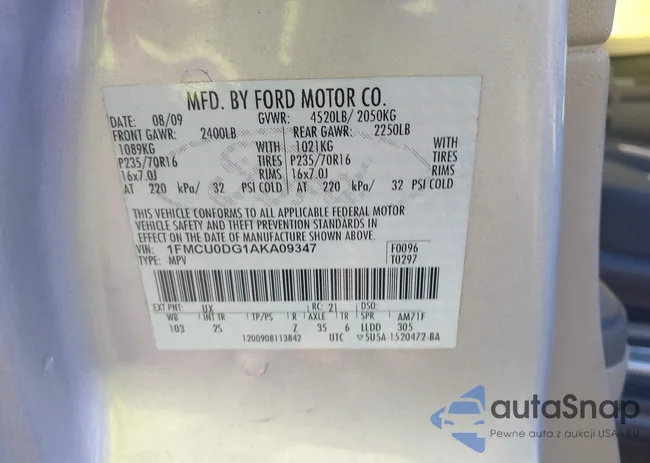 MFD. BY FORD MOTOR CO.
DATE: 08/09 GVWR: 4520LB/ 2050KG
FRONT GAWR: 2400LB REAR GAWR: 2250LB
1089KG WITH 1021KG WITH
P235/70R16 TIRES P235/70R16 TIRES
16x7.0J RIMS 16x7.0J RIMS
AT 220 kPa/ 32 PSI COLD AT 220 kPa/ 32 PSI COLD
THIS VEHICLE CONFORMS TO ALL APPLICABLE FEDERAL MOTOR
VEHICLE SAFETY AND THEFT PREVENTION STANDARDS IN
EFFECT ON THE DATE OF MANUFACTURE SHOWN ABOVE.
VIN: 1FMCU0DG1AKA09347 F0096
TYPE: MPV T0297
EXT PNT: UX RC: 21 DSO:
WB INT TR TP/PS R AXLE TR SPR AM71F
103 25 Z 35 6 LLDD 305
1200908113842 UTC 5U5A-1520472-BA
autaSnap
Pewne auta z aukcji USA i EU